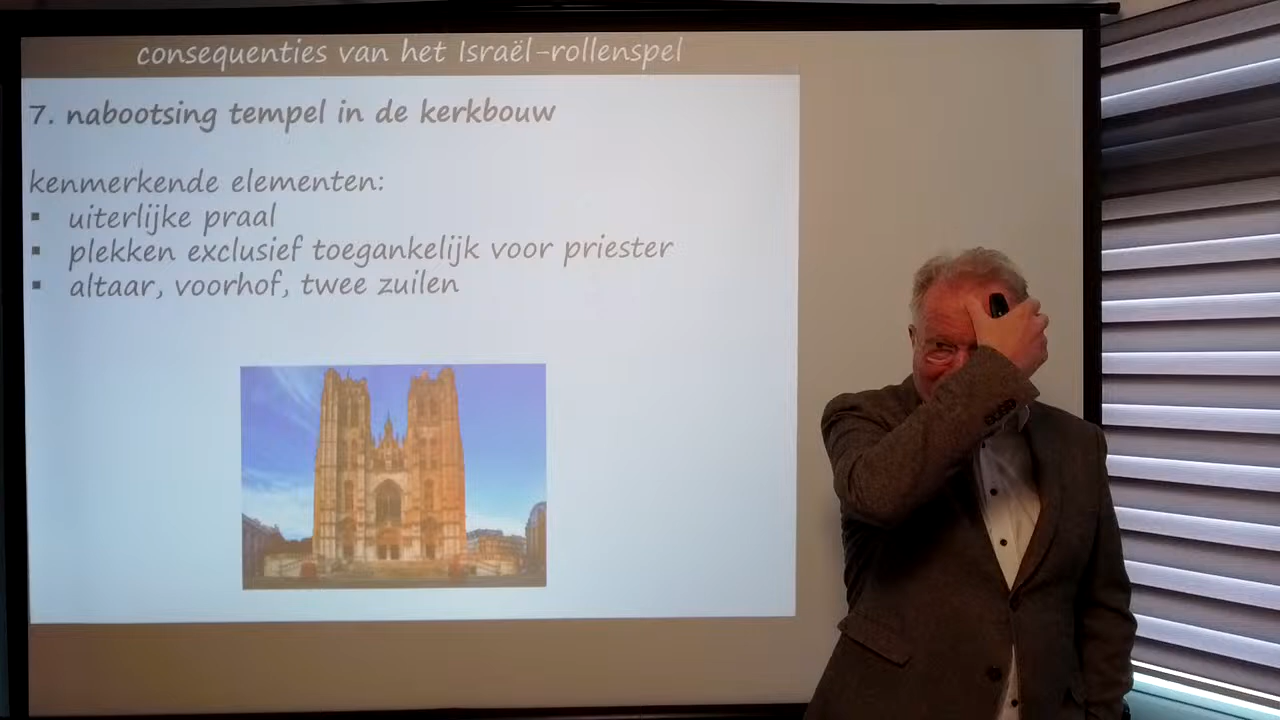 consequenties van het Israël-rollenspel
7. nabootsing tempel in de kerkbouw
kenmerkende elementen:
▪ uiterlijke praal
▪ plekken exclusief toegankelijk voor priester
▪ altaar, voorhof, twee zuilen